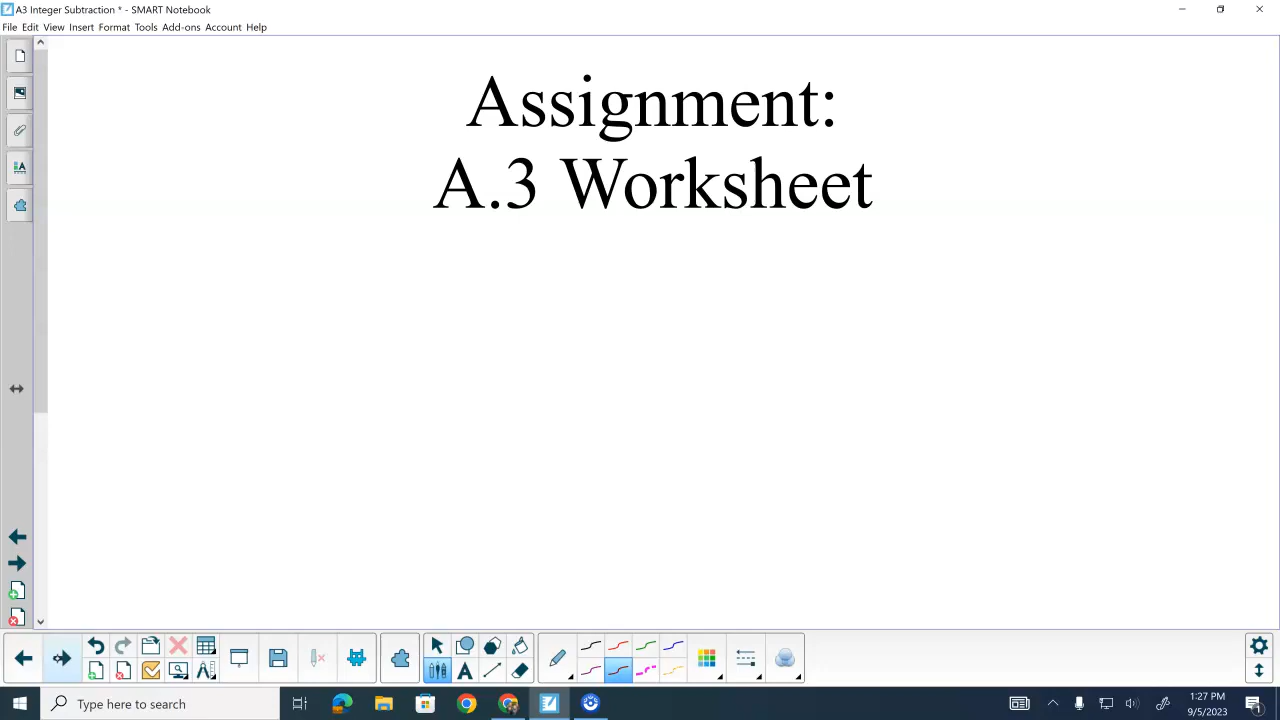 A3 Integer Subtraction * - SMART Notebook
File Edit View Insert Format Tools Add-ons Account Help
Assignment:
A.3 Worksheet
Type here to search
1:27 PM
9/5/2023
1